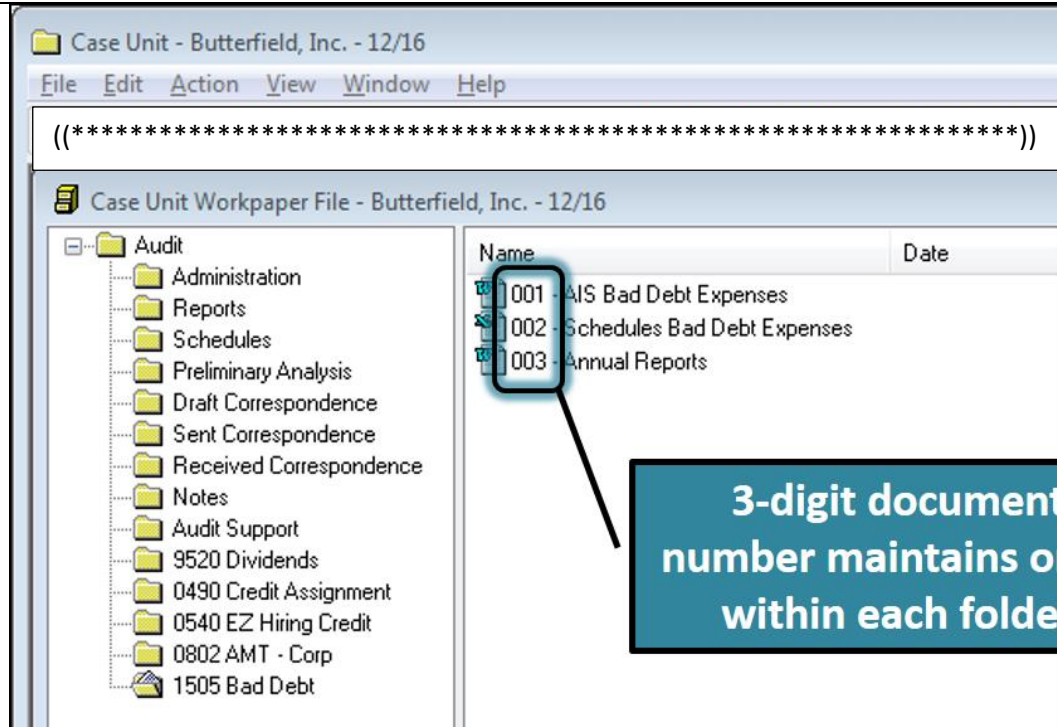 Case Unit - Butterfield, Inc. - 12/16
File Edit Action View Window Help
((*****************************************************************))
Case Unit Workpaper File - Butterfield, Inc. - 12/16
Audit
Administration
Reports
Schedules
Preliminary Analysis
Draft Correspondence
Sent Correspondence
Received Correspondence
Notes
Audit Support
9520 Dividends
0490 Credit Assignment
0540 EZ Hiring Credit
0802 AMT - Corp
1505 Bad Debt
Name Date
001 - AIS Bad Debt Expenses
002 - Schedules Bad Debt Expenses
003 - Annual Reports
3-digit document
number maintains
within each